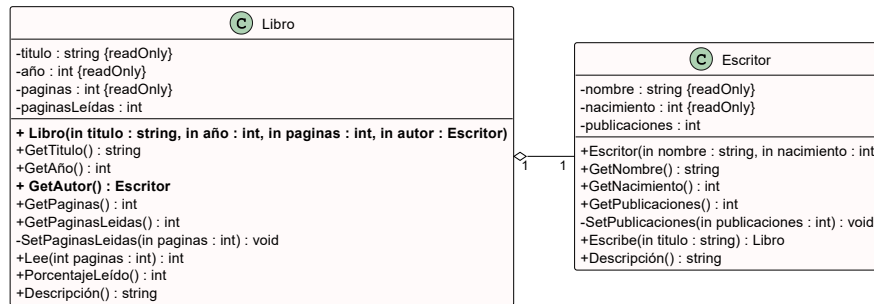 C Libro
-titulo : string {readOnly}
-año : int {readOnly}
-paginas : int {readOnly}
-paginasLeídas : int
+ Libro(in titulo : string, in año : int, in paginas : int, in autor : Escritor)
+GetTitulo() : string
+GetAño() : int
+ GetAutor() : Escritor
+GetPaginas() : int
+GetPaginasLeidas() : int
-SetPaginasLeidas(in paginas : int) : void
+Lee(int paginas : int) : int
+PorcentajeLeído() : int
+Descripción() : string
1 1
C Escritor
-nombre : string {readOnly}
-nacimiento : int {readOnly}
-publicaciones : int
+Escritor(in nombre : string, in nacimiento : int
+GetNombre() : string
+GetNacimiento() : int
+GetPublicaciones() : int
-SetPublicaciones(in publicaciones : int) : void
+Escribe(in titulo : string) : Libro
+Descripción() : string